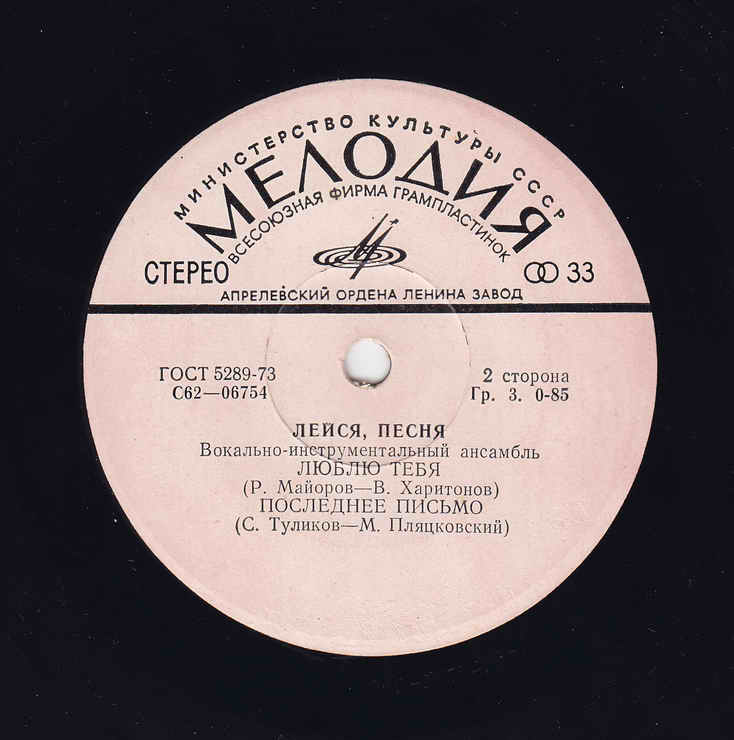 МИНИСТЕРСТВО КУЛЬТУРЫ СССР
МЕЛОДИЯ
ВСЕСОЮЗНАЯ ФИРМА ГРАМПЛАСТИНОК
СТЕРЕО 33
АПРЕЛЕВСКИЙ ОРДЕНА ЛЕНИНА ЗАВОД
ГОСТ 5289-73 2 сторона
С62—06754 Гр. 3. 0-85
ЛЕЙСЯ, ПЕСНЯ
Вокально-инструментальный ансамбль
ЛЮБЛЮ ТЕБЯ
(Р. Майоров—В. Харитонов)
ПОСЛЕДНЕЕ ПИСЬМО
(С. Туликов—М. Пляцковский)